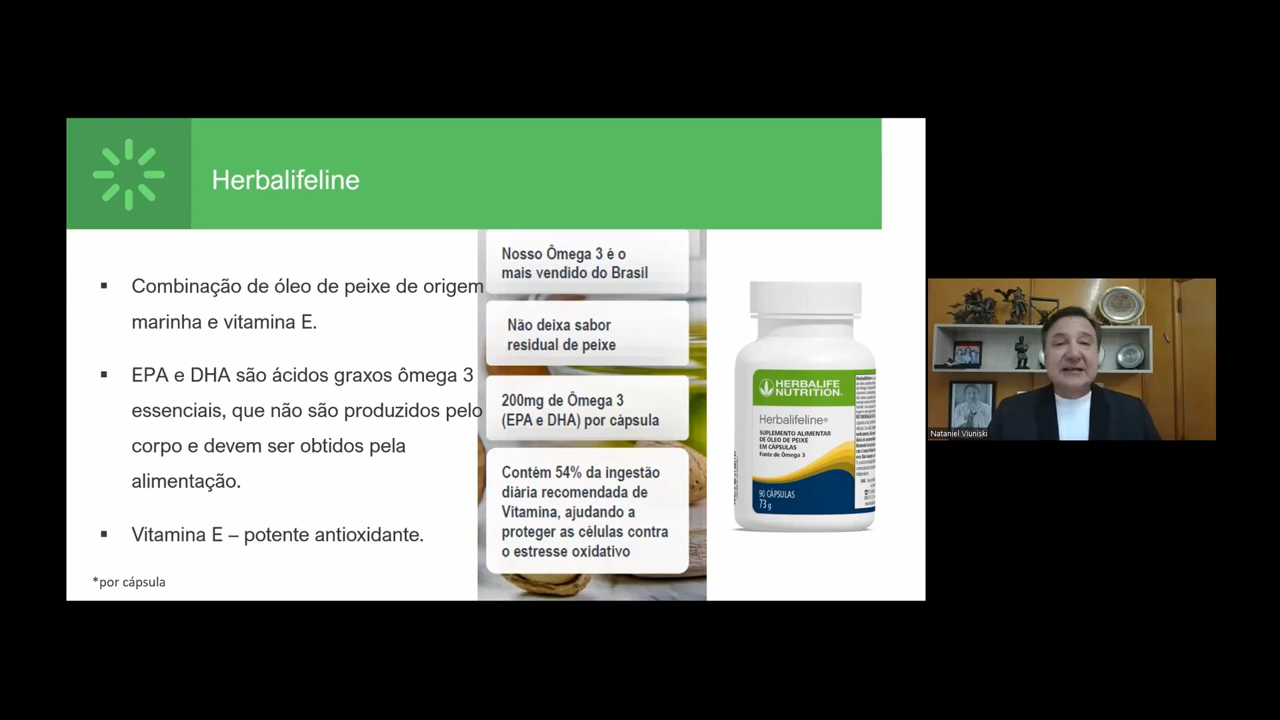 Herbalifeline
▪ Combinação de óleo de peixe de origem
marinha e vitamina E.
▪ EPA e DHA são ácidos graxos ômega 3
essenciais, que não são produzidos pelo
corpo e devem ser obtidos pela
alimentação.
▪ Vitamina E – potente antioxidante.
*por cápsula
Nosso Ômega 3 é o
mais vendido do Brasil
Não deixa sabor
residual de peixe
200mg de Ômega 3
(EPA e DHA) por cápsula
Contém 54% da ingestão
diária recomendada de
Vitamina, ajudando a
proteger as células contra
o estresse oxidativo
HERBALIFE
NUTRITION
Herbalifeline®
SUPLEMENTO ALIMENTAR
DE ÓLEO DE PEIXE
EM CÁPSULAS
Fonte de Ômega 3
90 CÁPSULAS
73 g
Nataniel Viuniski